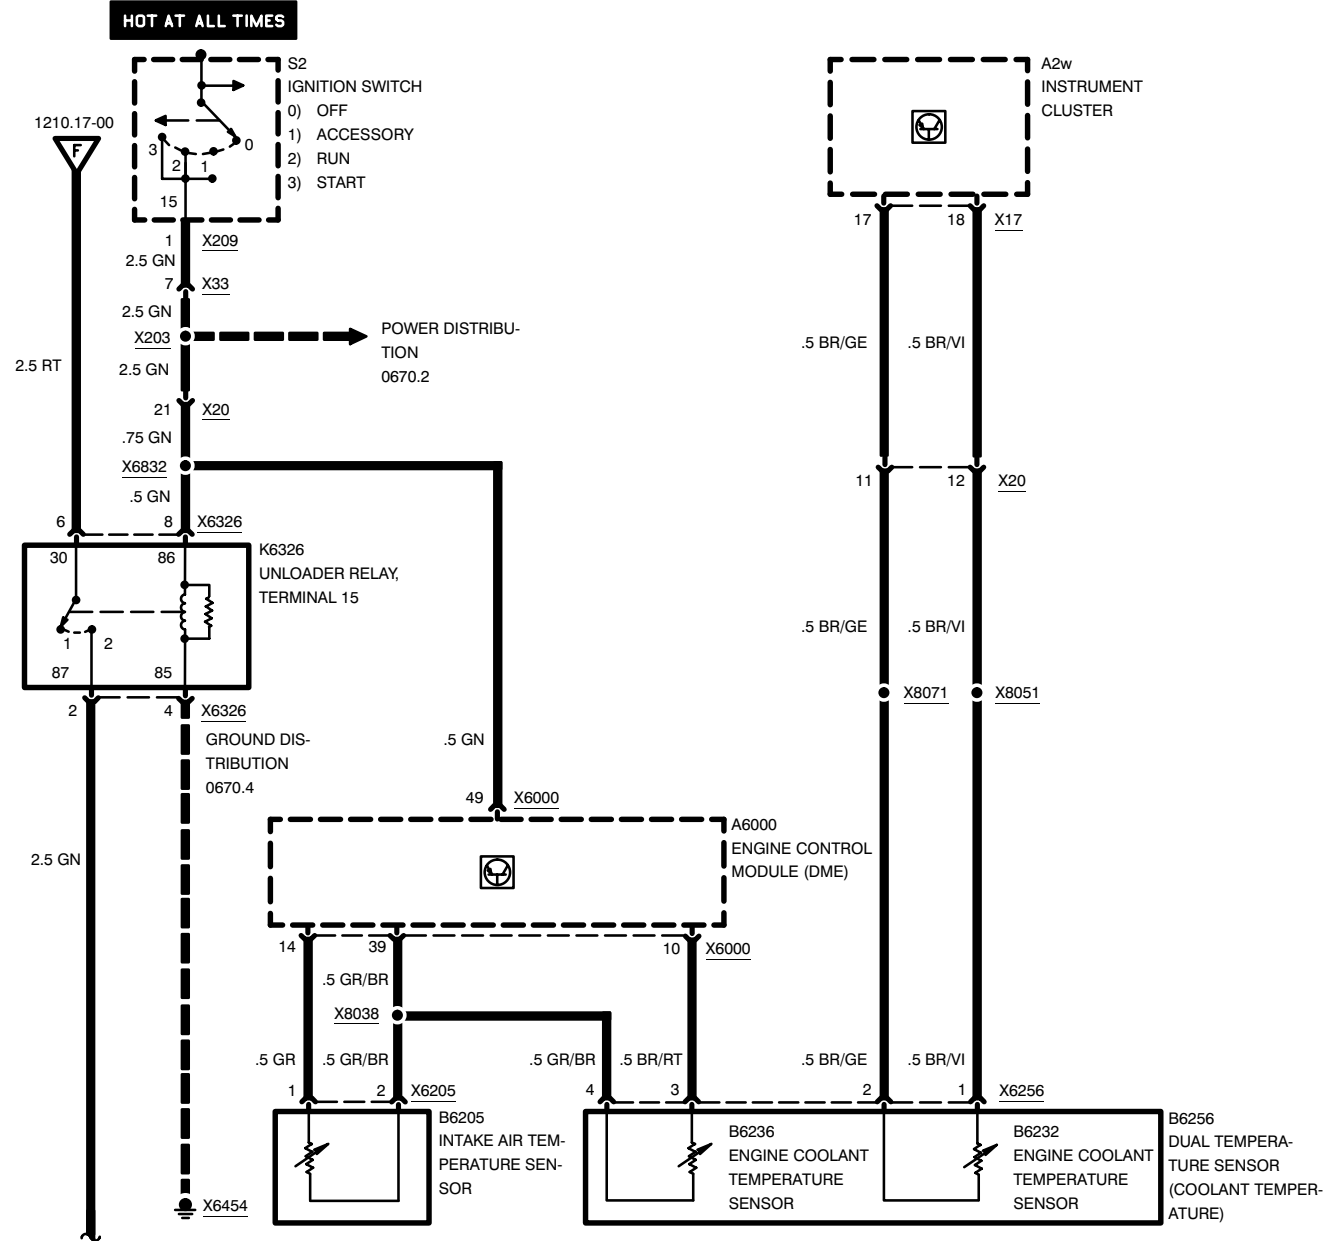 HOT AT ALL TIMES
S2
IGNITION SWITCH
0) OFF
1) ACCESSORY
2) RUN
3) START
3
2
1
0
15
1210.17-00
F
2.5 RT
1
X209
2.5 GN
7
X33
2.5 GN
X203
POWER DISTRIBU-
TION
0670.2
2.5 GN
21
X20
.75 GN
X6832
.5 GN
6
8
X6326
30
86
K6326
UNLOADER RELAY,
TERMINAL 15
1
2
87
85
2
4
X6326
GROUND DIS-
TRIBUTION
0670.4
2.5 GN
X6454
.5 GN
49
X6000
A6000
ENGINE CONTROL
MODULE (DME)
14
39
10
X6000
.5 GR/BR
X8038
.5 GR
.5 GR/BR
.5 GR/BR
.5 BR/RT
1
2
X6205
B6205
INTAKE AIR TEM-
PERATURE SEN-
SOR
A2w
INSTRUMENT
CLUSTER
17
18
X17
.5 BR/GE
.5 BR/VI
11
12
X20
.5 BR/GE
.5 BR/VI
X8071
X8051
.5 BR/GE
.5 BR/VI
4
3
2
1
X6256
B6236
ENGINE COOLANT
TEMPERATURE
SENSOR
B6232
ENGINE COOLANT
TEMPERATURE
SENSOR
B6256
DUAL TEMPERA-
TURE SENSOR
(COOLANT TEMPER-
ATURE)